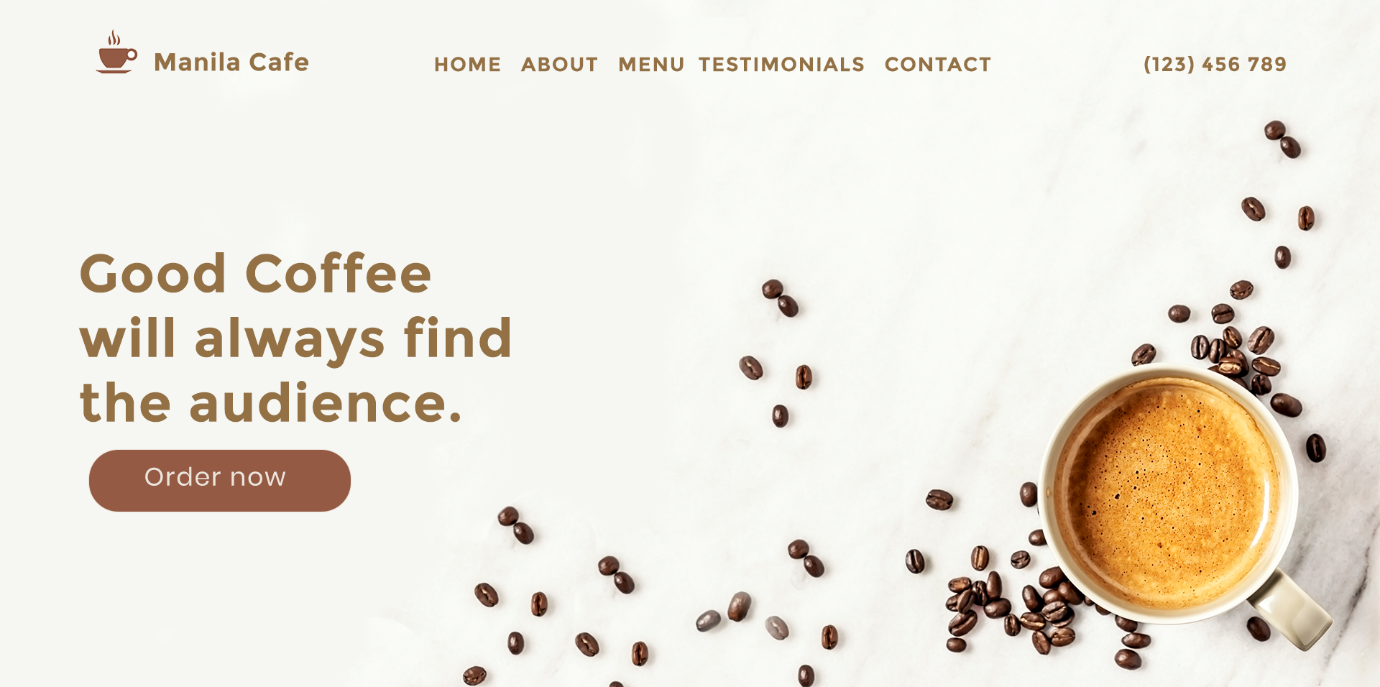 Manila Cafe
HOME ABOUT MENU TESTIMONIALS CONTACT
(123) 456 789
Good Coffee
will always find
the audience.
Order now